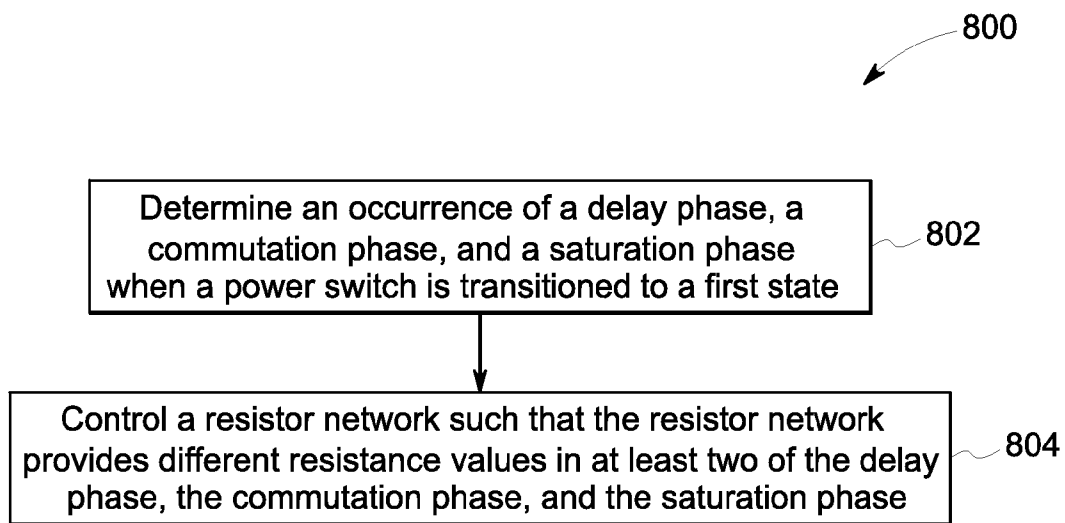 800
Determine an occurrence of a delay phase, a
commutation phase, and a saturation phase
when a power switch is transitioned to a first state
802
Control a resistor network such that the resistor network
provides different resistance values in at least two of the delay
phase, the commutation phase, and the saturation phase
804